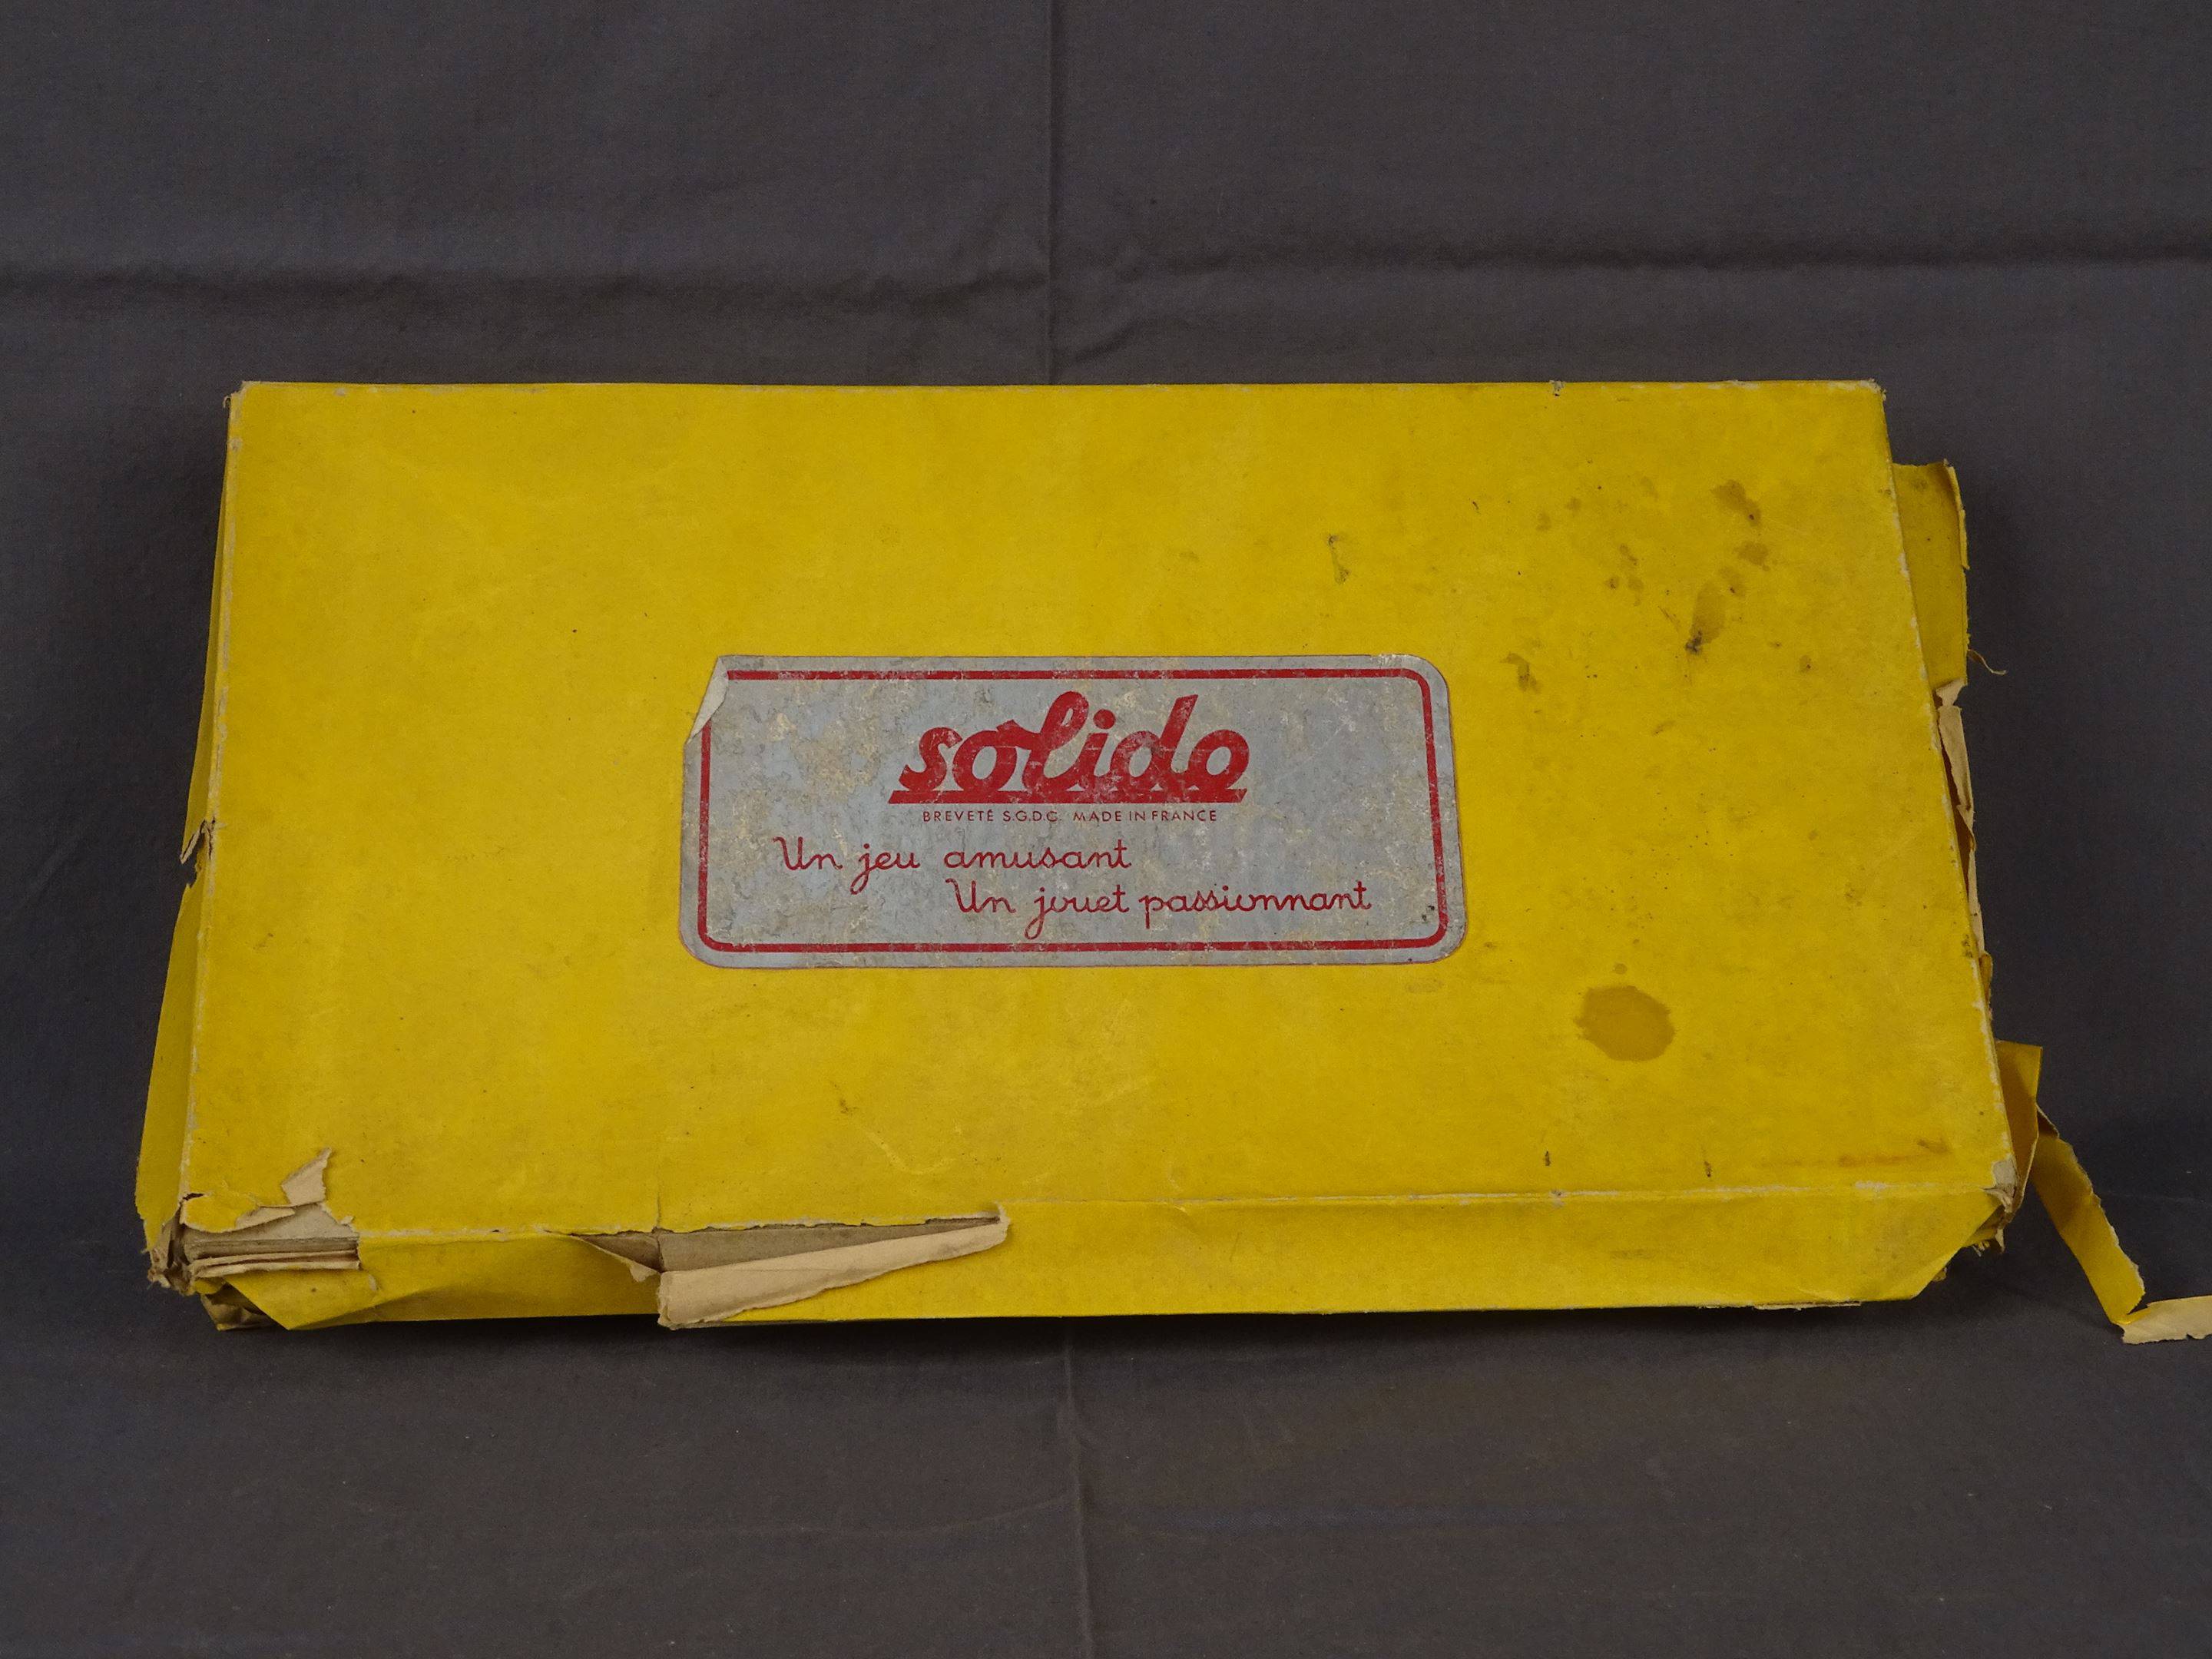 solido
BREVETÉ S.G.D.G. MADE IN FRANCE
Un jeu amusant
Un jouet passionnant